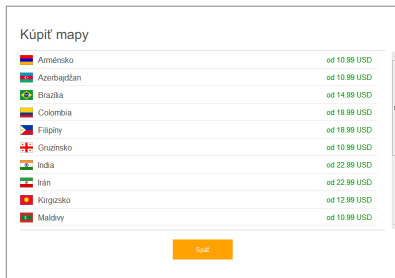 Kúpiť mapy
Arménsko od 10.99 USD
Azerbajdžan od 10.99 USD
Brazília od 14.99 USD
Colombia od 18.99 USD
Filipíny od 18.99 USD
Gruzínsko od 10.99 USD
India od 22.99 USD
Irán od 22.99 USD
Kirgizsko od 12.99 USD
Maldivy od 10.99 USD
Späť